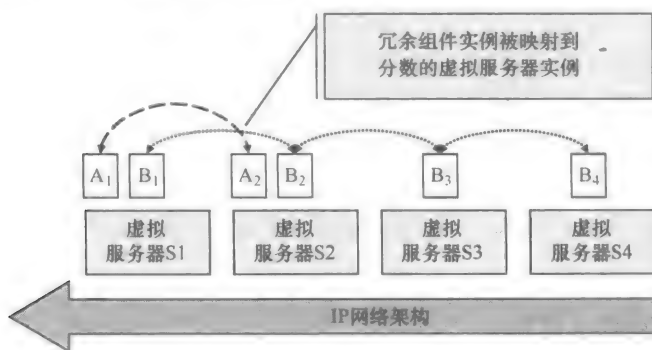 冗余组件实例被映射到
分数的虚拟服务器实例
A₁ B₁ A₂ B₂ B₃ B₄
虚拟 虚拟 虚拟 虚拟
服务器S1 服务器S2 服务器S3 服务器S4
IP网络架构